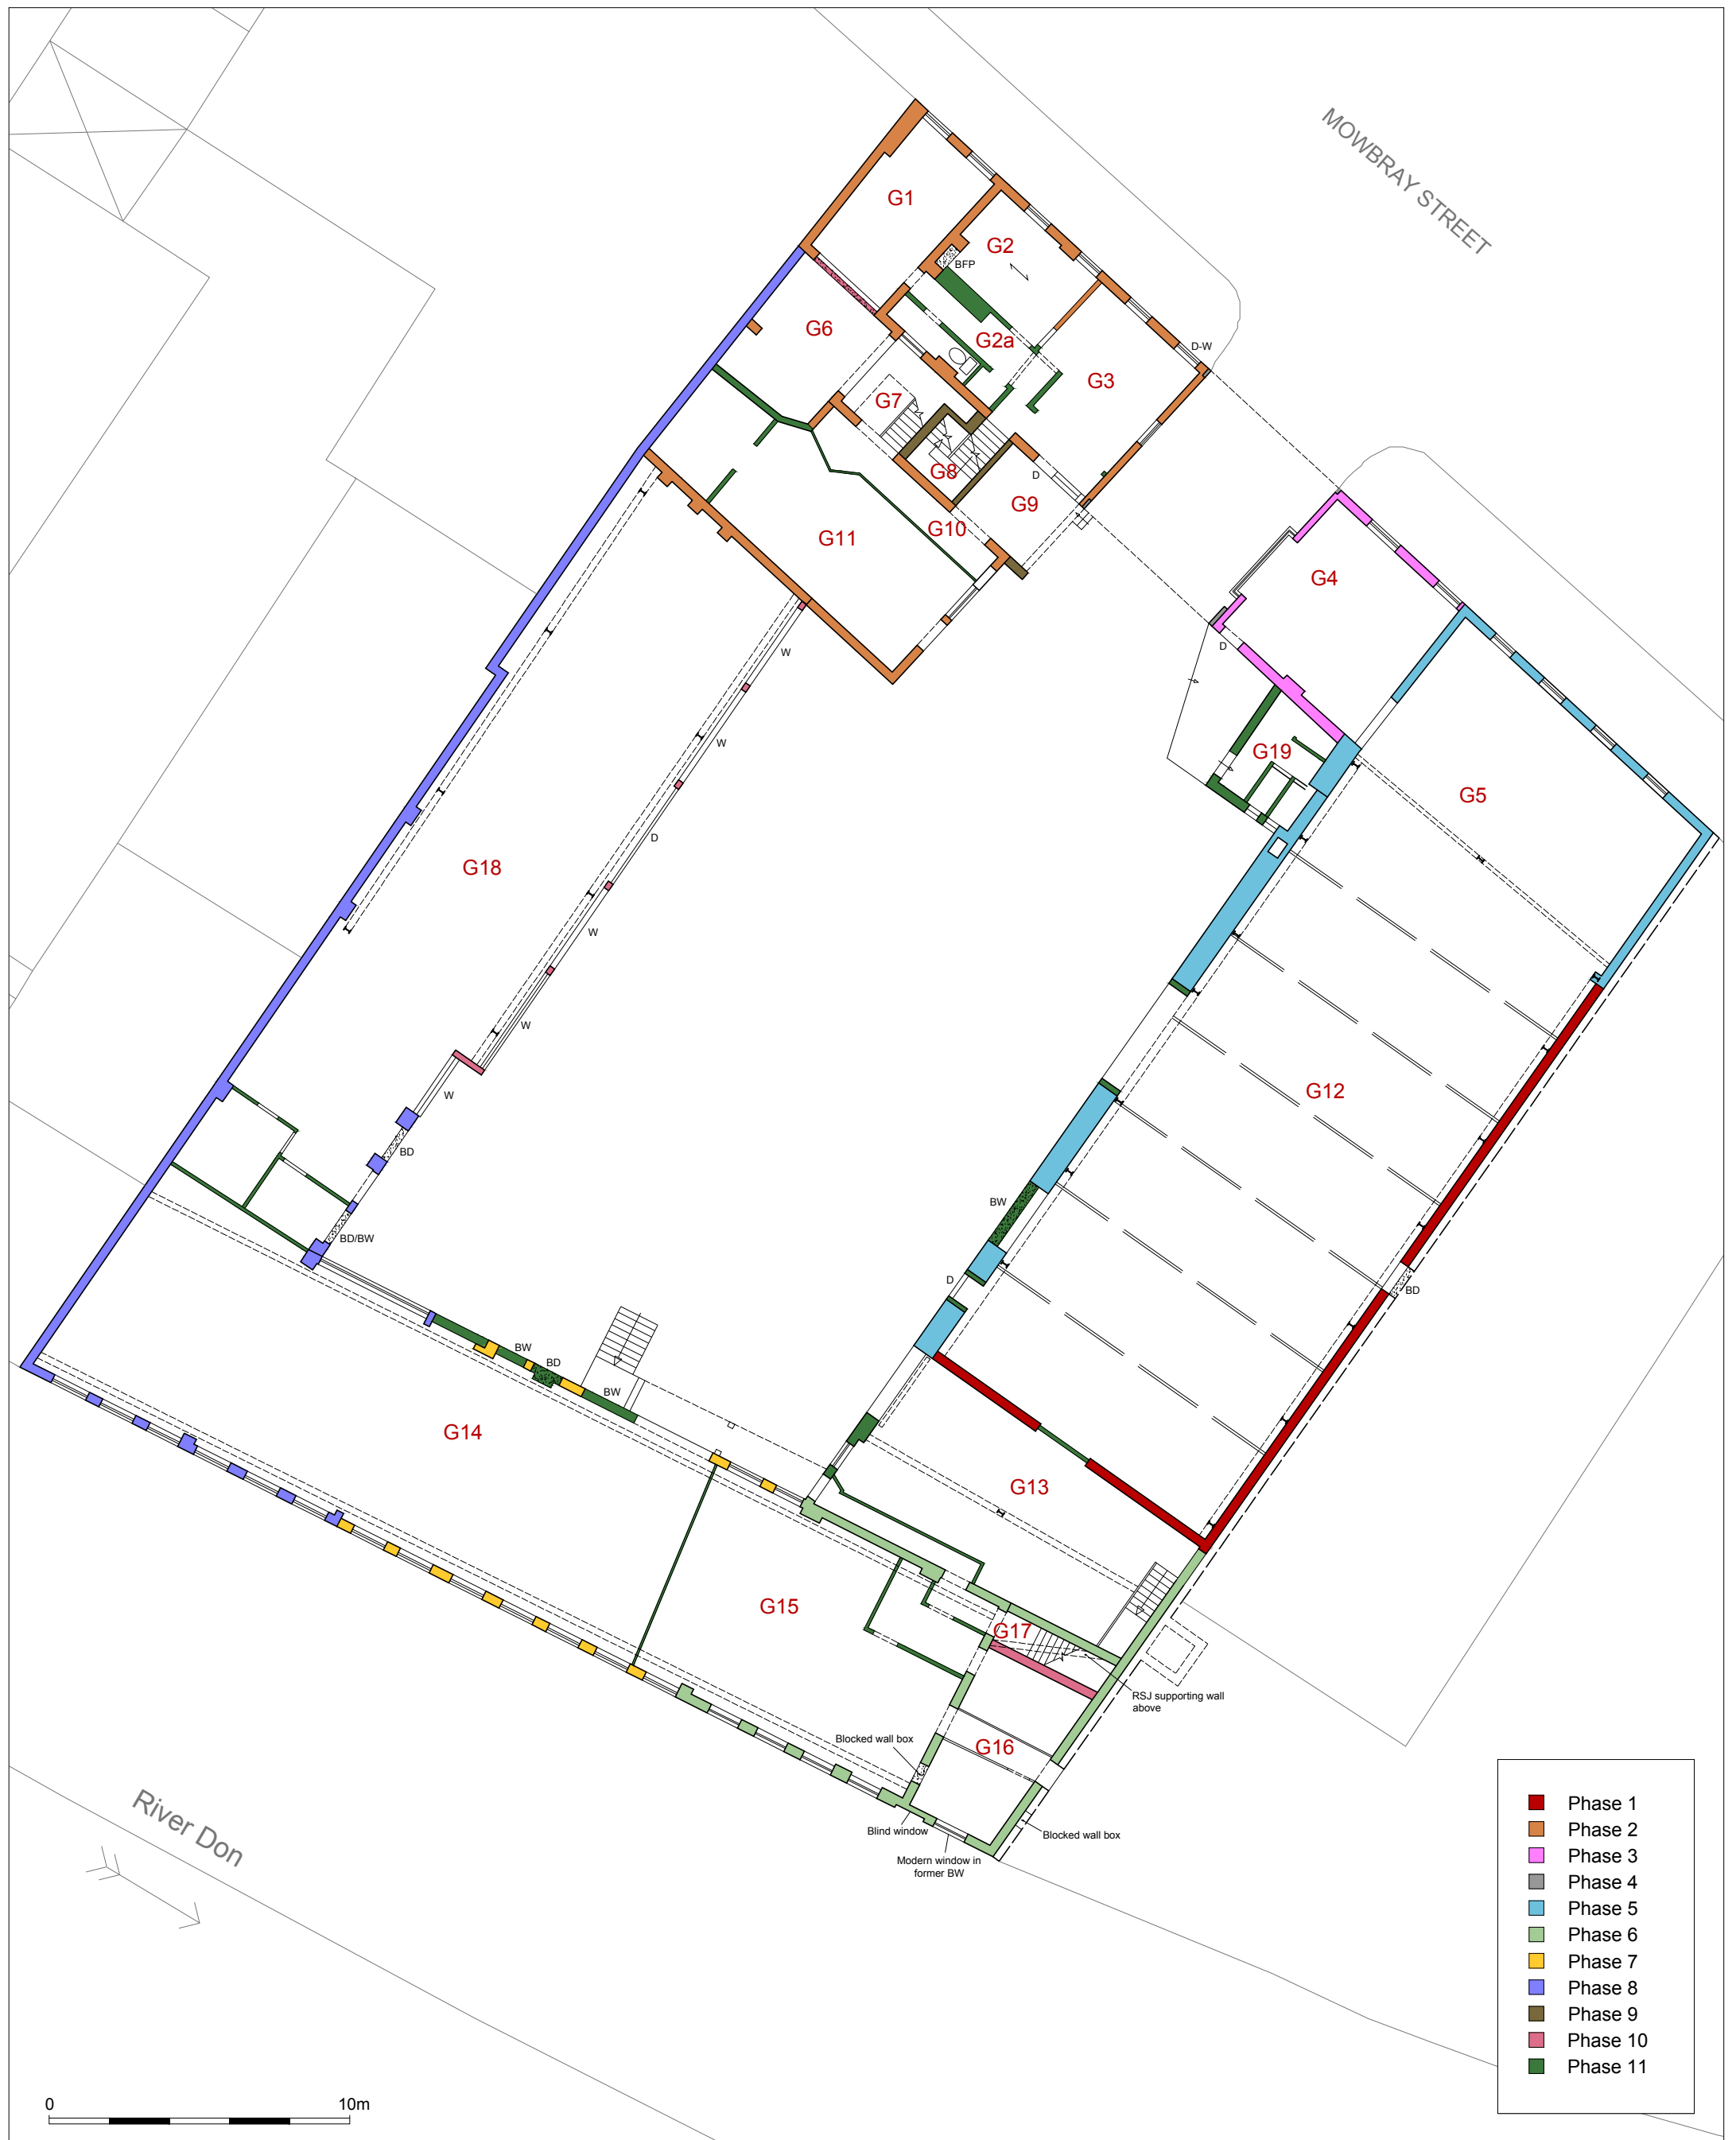 MOWBRAY STREET
G1
G2
BFP
G6
G2a
D-W
G3
G7
G8
D
G9
G10
G11
G4
D
W
G19
W
G5
D
G18
W
W
G12
W
BD
BW
BD/BW
D
BD
BW
BD
BW
G14
G13
G15
G17
RSJ supporting wall
above
Blocked wall box
G16
Blind window
Blocked wall box
Modern window in
former BW
River Don
Phase 1
Phase 2
Phase 3
Phase 4
Phase 5
Phase 6
Phase 7
Phase 8
Phase 9
Phase 10
Phase 11
0 10m